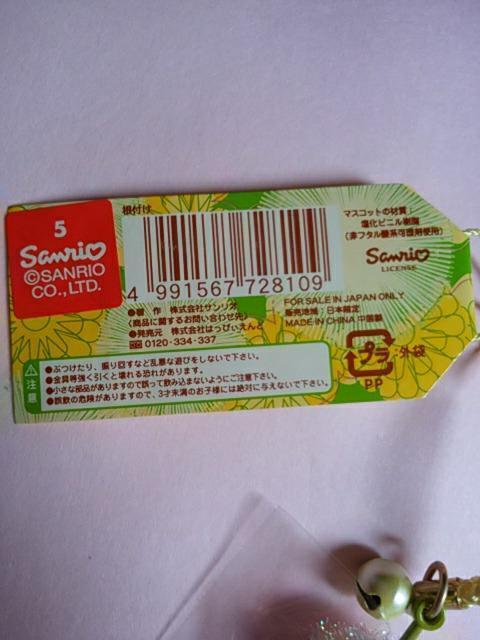 5
Sanrio
©SANRIO
CO., LTD.
根付け
4 991567 728109
マスコットの材質：
塩化ビニル樹脂
（非フタル酸系可塑剤使用）
Sanrio
LICENSE
●著 作 株式会社サンリオ
（商品に関するお問い合わせ先）
●発売元 株式会社はっぴぃえんど
0120-334-337
FOR SALE IN JAPAN ONLY
販売地域：日本限定
MADE IN CHINA 中国製
プラ 外袋
PP
注意
●ぶつけたり、振り回すなど乱暴な遊びをしないで下さい。
●金具等強く引くと壊れる恐れがあります。
●小さな部品がありますので誤って飲み込まないようにご注意下さい。
●誤飲の危険がありますので、3才未満のお子様には絶対に与えないで下さい。